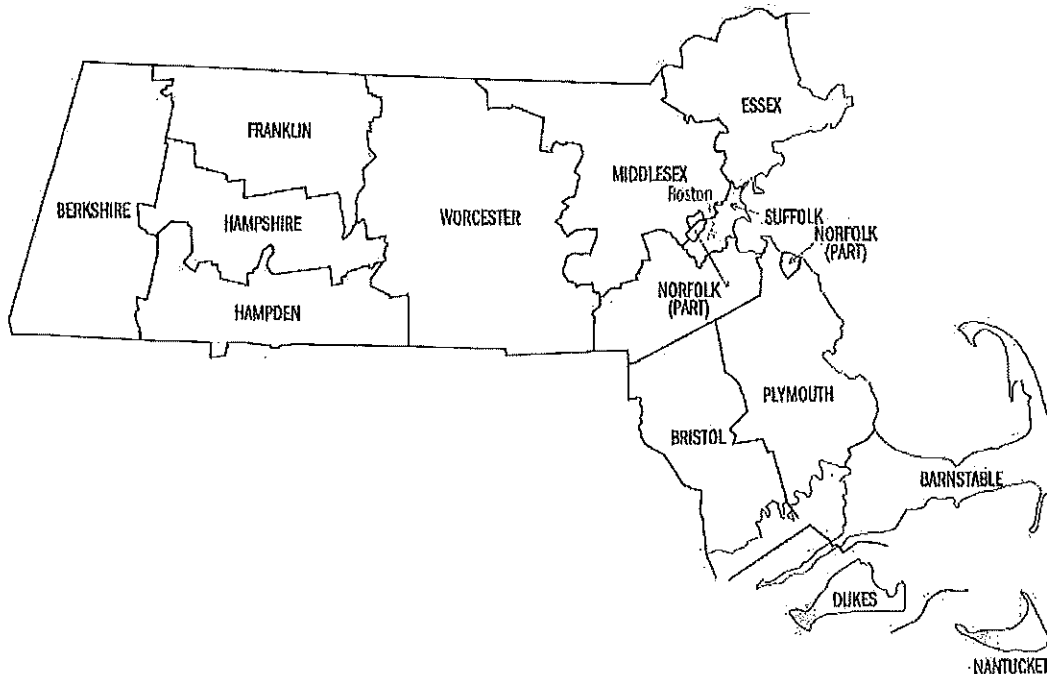 ESSEX
FRANKLIN
MIDDLESEX
Boston
BERKSHIRE
HAMPSHIRE
WORCESTER
SUFFOLK
NORFOLK
(PART)
NORFOLK
(PART)
HAMPDEN
PLYMOUTH
BRISTOL
BARNSTABLE
DUKES
NANTUCKET